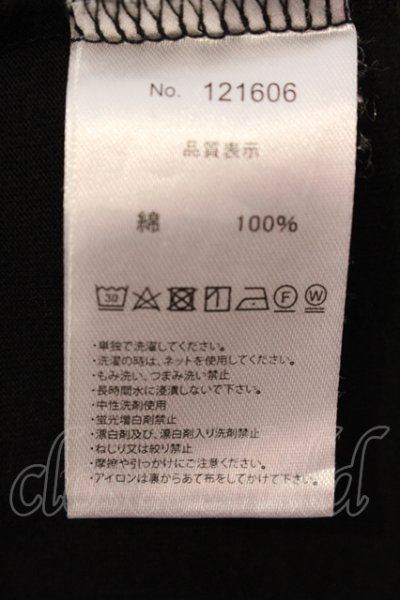 No. 121606
品質表示
綿 100%
30 F W
・単独で洗濯してください。
・洗濯の時は、ネットを使用してください。
・もみ洗い、つまみ洗い禁止
・長時間水に浸漬しないで下さい。
・中性洗剤使用
・蛍光増白剤禁止
・漂白剤及び、漂白剤入り洗剤禁止
・ねじり又は絞り禁止
・摩擦や引っかけにご注意ください。
・アイロンは裏からあて布をしてかけて下さい。